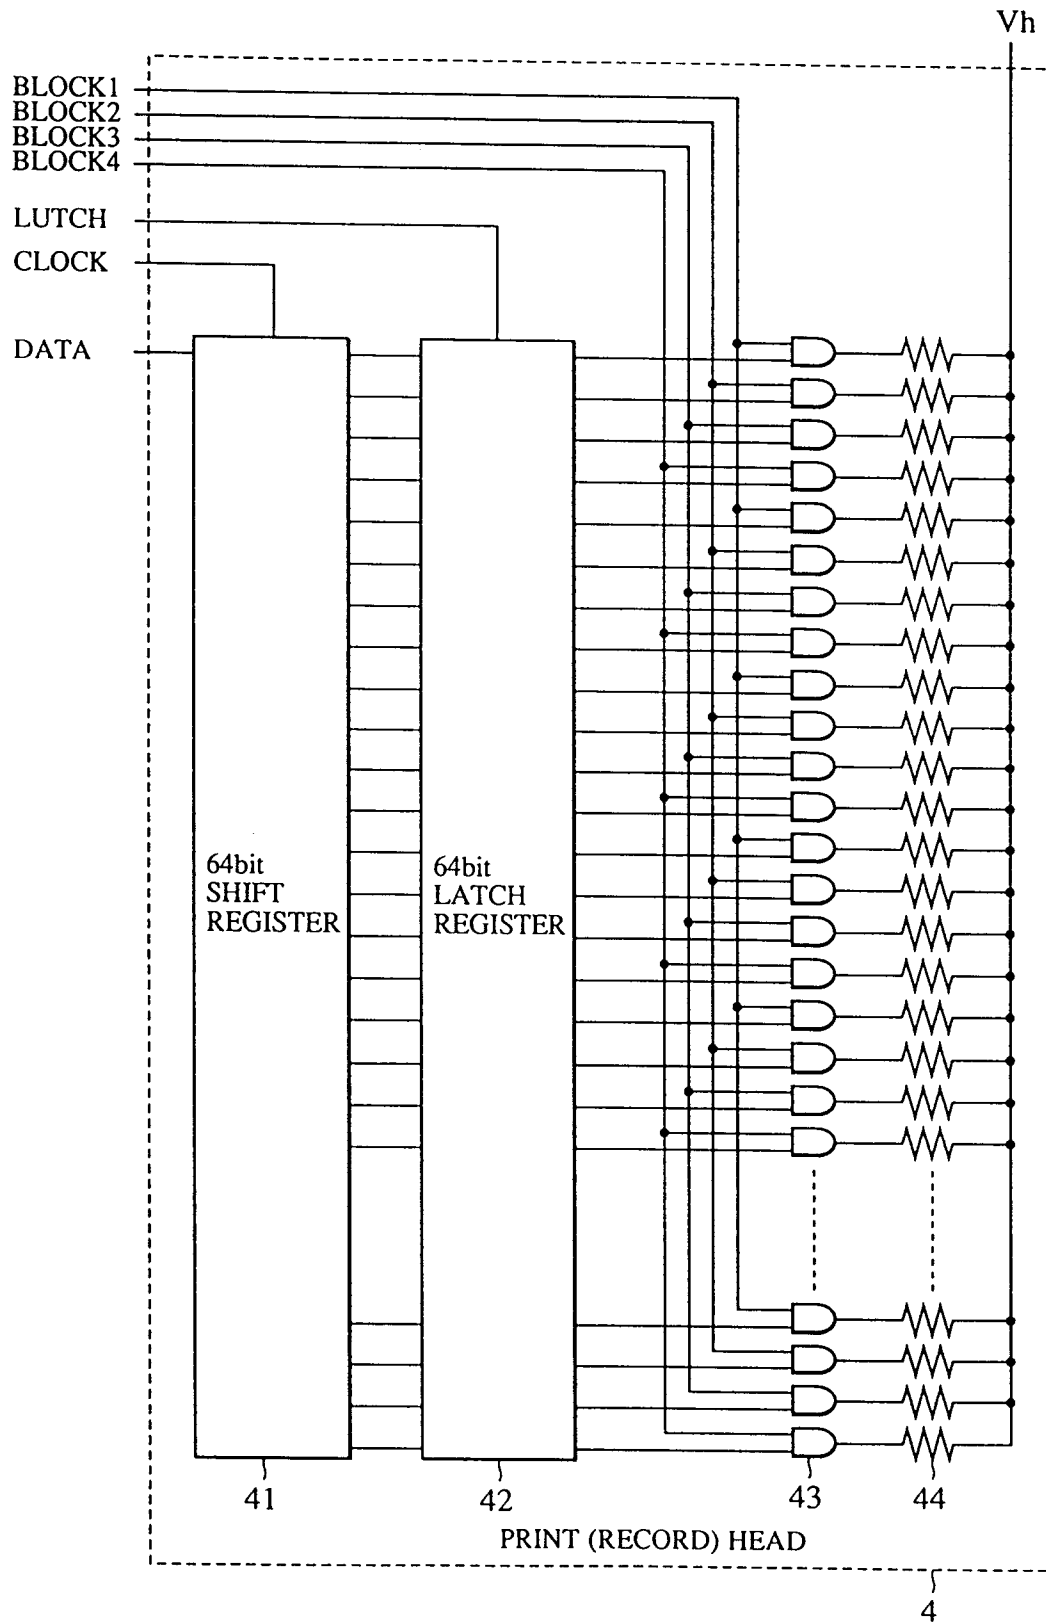 Vh
BLOCK1
BLOCK2
BLOCK3
BLOCK4
LUTCH
CLOCK
DATA
64bit
SHIFT
REGISTER
64bit
LATCH
REGISTER
41
42
43
44
PRINT (RECORD) HEAD
4